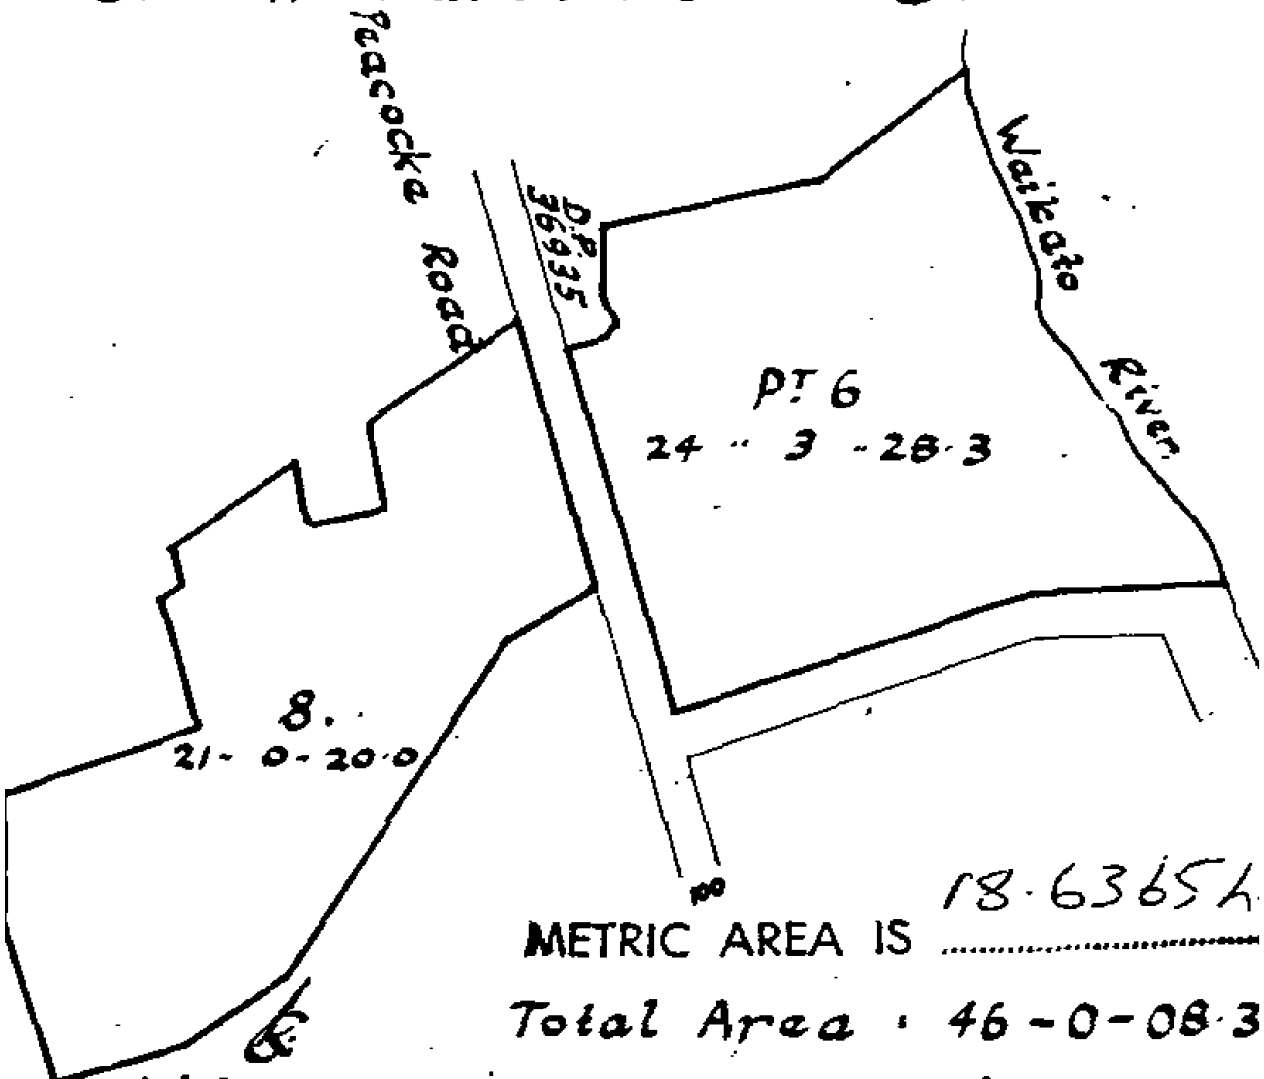 Peacocka Road
D.P. 36935
Waikato River.
PT 6
24 " 3 - 28.3
8.
21- 0-20.0
100
18.6365h
METRIC AREA IS
Total Area : 46-0-08.3